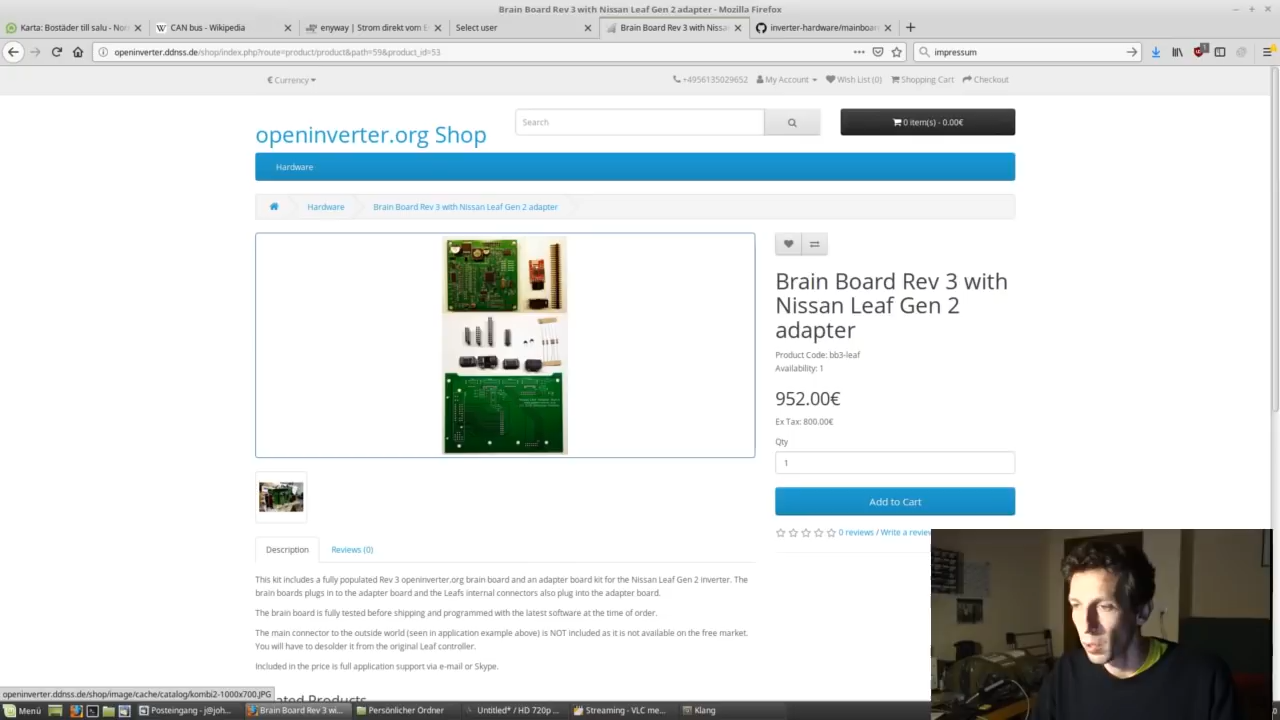 Brain Board Rev 3 with Nissan Leaf Gen 2 adapter - Mozilla Firefox
Karta: Bostäder till salu - Nor
CAN bus - Wikipedia
enyway | Strom direkt vom E
Select user
Brain Board Rev 3 with Nissa
inverter-hardware/mainboar
openinverter.ddnss.de/shop/index.php?route=product/product&path=59&product_id=53
impressum
€ Currency
+4956135029652
My Account
Wish List (0)
Shopping Cart
Checkout
openinverter.org Shop
Search
0 item(s) - 0.00€
Hardware
Hardware
Brain Board Rev 3 with Nissan Leaf Gen 2 adapter
Brain Board Rev 3 with
Nissan Leaf Gen 2
adapter
Product Code: bb3-leaf
Availability: 1
952.00€
Ex Tax: 800.00€
Qty
1
Add to Cart
0 reviews / Write a review
Description
Reviews (0)
This kit includes a fully populated Rev 3 openinverter.org brain board and an adapter board kit for the Nissan Leaf Gen 2 inverter. The
brain boards plugs in to the adapter board and the Leafs internal connectors also plug into the adapter board.
The brain board is fully tested before shipping and programmed with the latest software at the time of order.
The main connector to the outside world (seen in application example above) is NOT included as it is not available on the free market.
You will have to desolder it from the original Leaf controller.
Included in the price is full application support via e-mail or Skype.
Related Products
openinverter.ddnss.de/shop/image/cache/catalog/kombi2-1000x700.JPG
Menü
Posteingang - j@joh...
Brain Board Rev 3 wi...
Persönlicher Ordner
Untitled* / HD 720p ...
Streaming - VLC me...
Klang